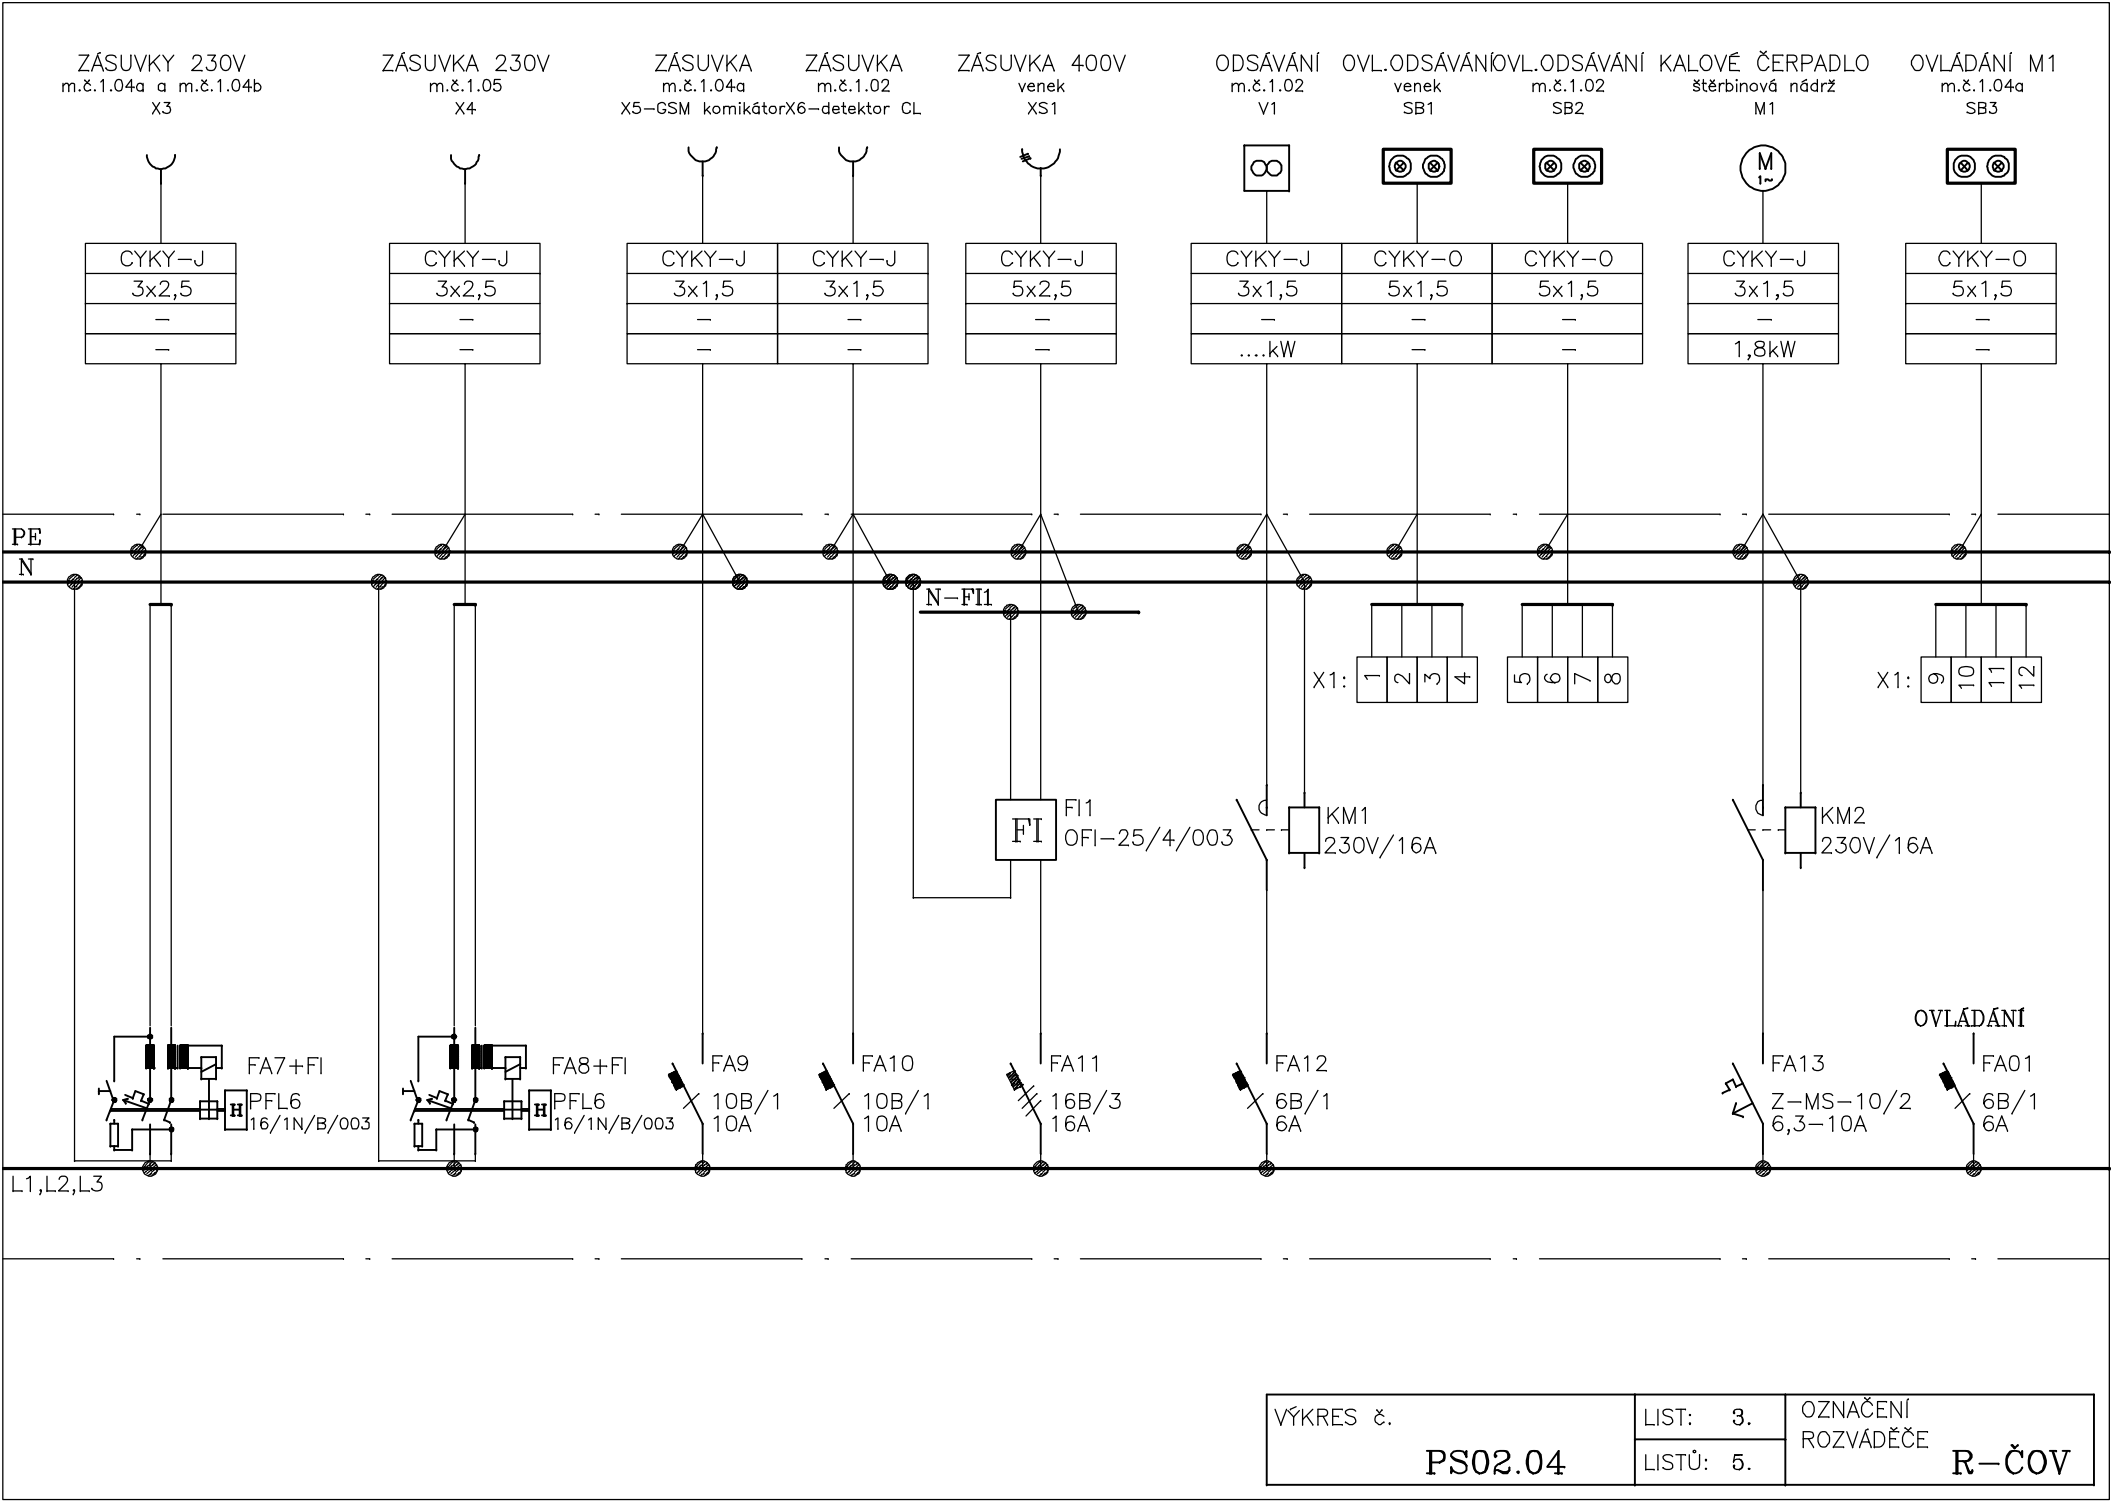 ZÁSUVKY 230V
m.č.1.04a a m.č.1.04b
X3
ZÁSUVKA 230V
m.č.1.05
X4
ZÁSUVKA
m.č.1.04a
X5-GSM komikátor
ZÁSUVKA
m.č.1.02
X6-detektor CL
ZÁSUVKA 400V
venek
XS1
ODSÁVÁNÍ
m.č.1.02
V1
OVL.ODSÁVÁNÍ
venek
SB1
OVL.ODSÁVÁNÍ
m.č.1.02
SB2
KALOVÉ ČERPADLO
štěrbinová nádrž
M1
OVLÁDÁNÍ M1
m.č.1.04a
SB3
M
1~
CYKY-J
3x2,5
-
-
CYKY-J
3x2,5
-
-
CYKY-J
3x1,5
-
-
CYKY-J
3x1,5
-
-
CYKY-J
5x2,5
-
-
CYKY-J
3x1,5
-
....kW
CYKY-O
5x1,5
-
-
CYKY-O
5x1,5
-
-
CYKY-J
3x1,5
-
1,8kW
CYKY-O
5x1,5
-
-
PE
N
N-FI1
X1: 1 2 3 4
5 6 7 8
X1: 9 10 11 12
FI
FI1
OFI-25/4/003
KM1
230V/16A
KM2
230V/16A
OVLÁDÁNÍ
H
FA7+FI
PFL6
16/1N/B/003
H
FA8+FI
PFL6
16/1N/B/003
FA9
10B/1
10A
FA10
10B/1
10A
FA11
16B/3
16A
FA12
6B/1
6A
FA13
Z-MS-10/2
6,3-10A
FA01
6B/1
6A
L1,L2,L3
VÝKRES č.
PS02.04
LIST: 3.
LISTŮ: 5.
OZNAČENÍ
ROZVÁDĚČE
R-ČOV